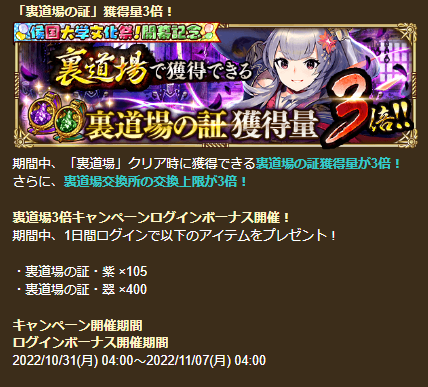 「裏道場の証」獲得量3倍！
保国大学文化祭!開幕記念
裏道場で獲得できる
裏道場の証獲得量3倍!!
期間中、「裏道場」クリア時に獲得できる裏道場の証獲得量が3倍！
さらに、裏道場交換所の交換上限が3倍！
裏道場3倍キャンペーンログインボーナス開催！
期間中、1日間ログインで以下のアイテムをプレゼント！
・裏道場の証・紫 ×105
・裏道場の証・翠 ×400
キャンペーン開催期間
ログインボーナス開催期間
2022/10/31(月) 04:00～2022/11/07(月) 04:00